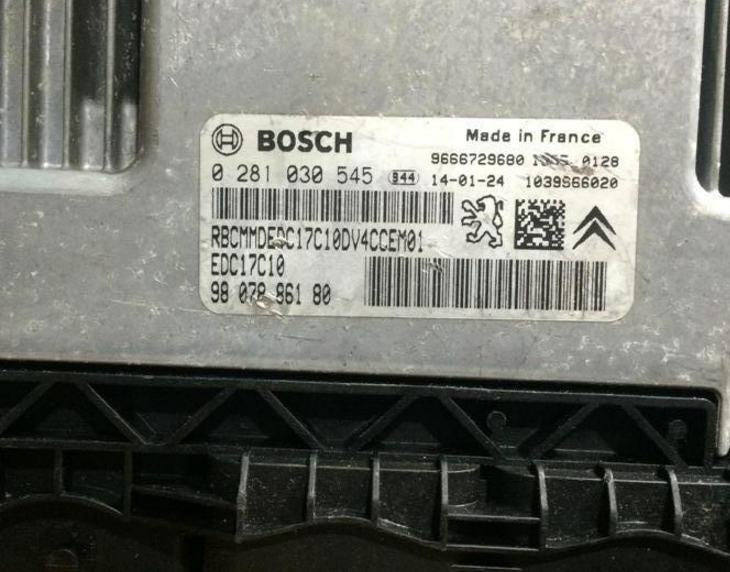 BOSCH
Made in France
9666729680 0128
0 281 030 545 944 14-01-24 1039S66020
RBCMMDEDC17C10DV4CCEM01
EDC17C10
98 078 861 80